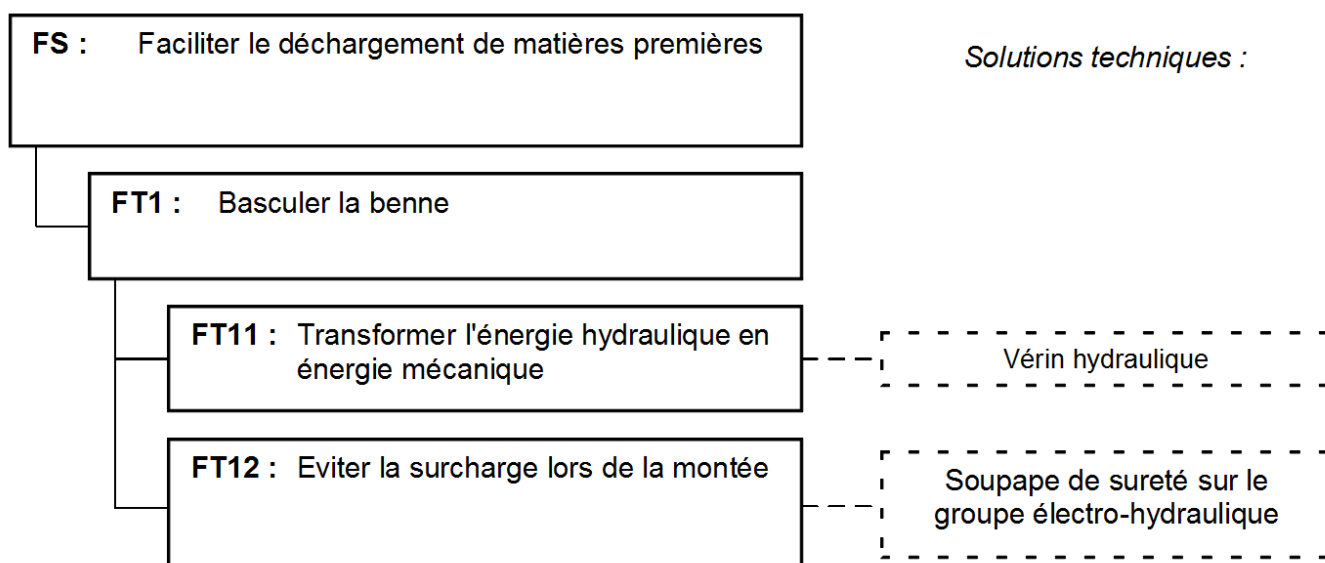 FS : Faciliter le déchargement de matières premières
Solutions techniques :
FT1 : Basculer la benne
FT11 : Transformer l'énergie hydraulique en
énergie mécanique
Vérin hydraulique
FT12 : Eviter la surcharge lors de la montée
Soupape de sureté sur le
groupe électro-hydraulique